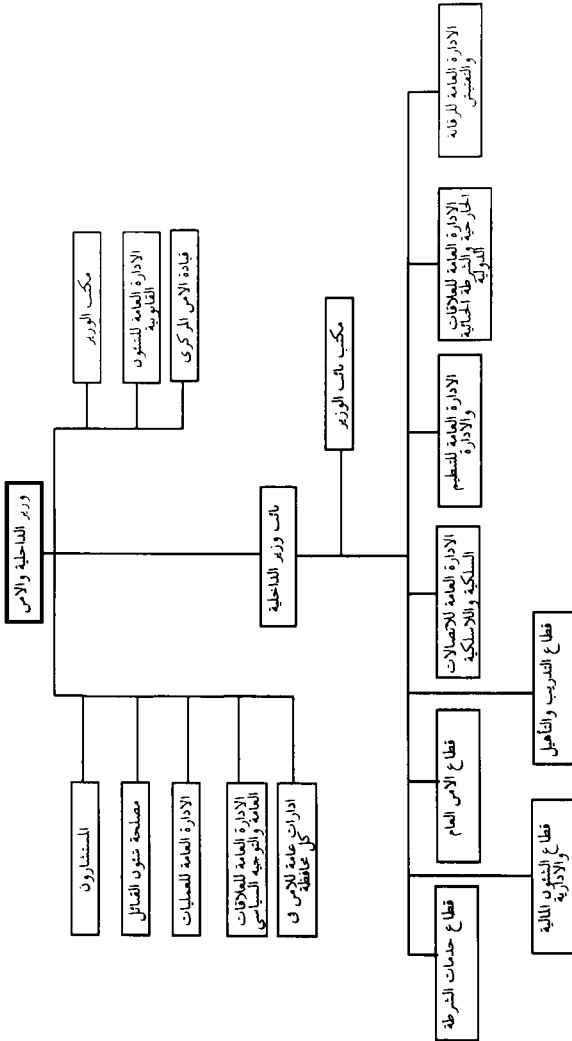 وزير الداخلية والامن
مكتب الوزير
الادارة العامة للشئون
القانونية
قيادة الامن المركزى
المستشارون
مصلحة شئون القبائل
الادارة العامة للعمليات
الادارة العامة للعلاقات
العامة والتوجيه السياسي
ادارات عامة للامن فى
كل محافظة
نائب وزير الداخلية
مكتب نائب الوزير
الادارة العامة للرقابة
والتفتيش
الادارة العامة للعلاقات
الخارجية والشرطة الجنائية
الدولية
الادارة العامة للتنظيم
والادارة
الادارة العامة للاتصالات
السلكية واللاسلكية
قطاع التدريب والتأهيل
قطاع الامن العام
قطاع الشئون المالية
والادارية
قطاع خدمات الشرطة